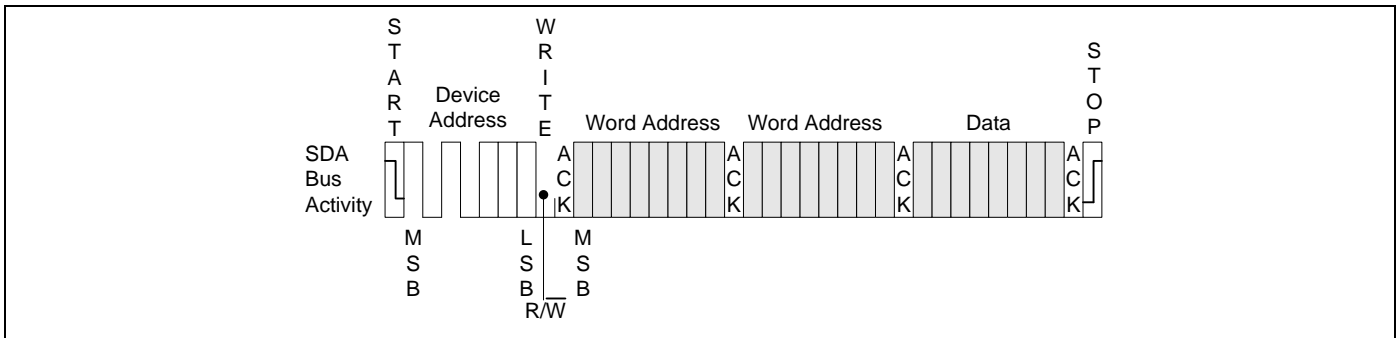 START
WRITE
STOP
Device
Address
Word Address
Word Address
Data
SDA
Bus
Activity
ACK
ACK
ACK
ACK
MSB
LSB
MSB
R/W̅